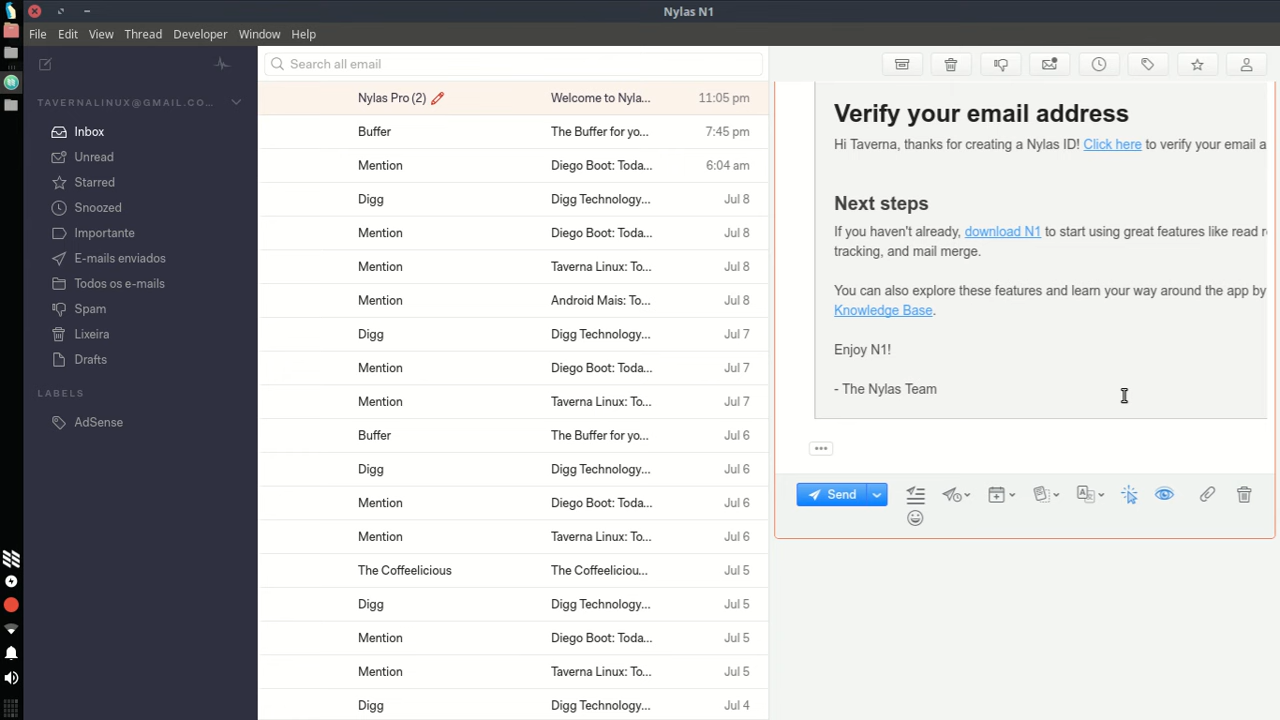 Nylas N1
File Edit View Thread Developer Window Help
Search all email
TAVERNALINUX@GMAIL.CO...
Inbox
Unread
Starred
Snoozed
Importante
E-mails enviados
Todos os e-mails
Spam
Lixeira
Drafts
LABELS
AdSense
Nylas Pro (2) Welcome to Nyla... 11:05 pm
Buffer The Buffer for yo... 7:45 pm
Mention Diego Boot: Toda... 6:04 am
Digg Digg Technology... Jul 8
Mention Diego Boot: Toda... Jul 8
Mention Taverna Linux: To... Jul 8
Mention Android Mais: To... Jul 8
Digg Digg Technology... Jul 7
Mention Diego Boot: Toda... Jul 7
Mention Taverna Linux: To... Jul 7
Buffer The Buffer for yo... Jul 6
Digg Digg Technology... Jul 6
Mention Diego Boot: Toda... Jul 6
Mention Taverna Linux: To... Jul 6
The Coffeelicious The Coffeeliciou... Jul 5
Digg Digg Technology... Jul 5
Mention Diego Boot: Toda... Jul 5
Mention Taverna Linux: To... Jul 5
Digg Digg Technology... Jul 4
Verify your email address
Hi Taverna, thanks for creating a Nylas ID! Click here to verify your email a
Next steps
If you haven't already, download N1 to start using great features like read r
tracking, and mail merge.
You can also explore these features and learn your way around the app by
Knowledge Base.
Enjoy N1!
- The Nylas Team
Send